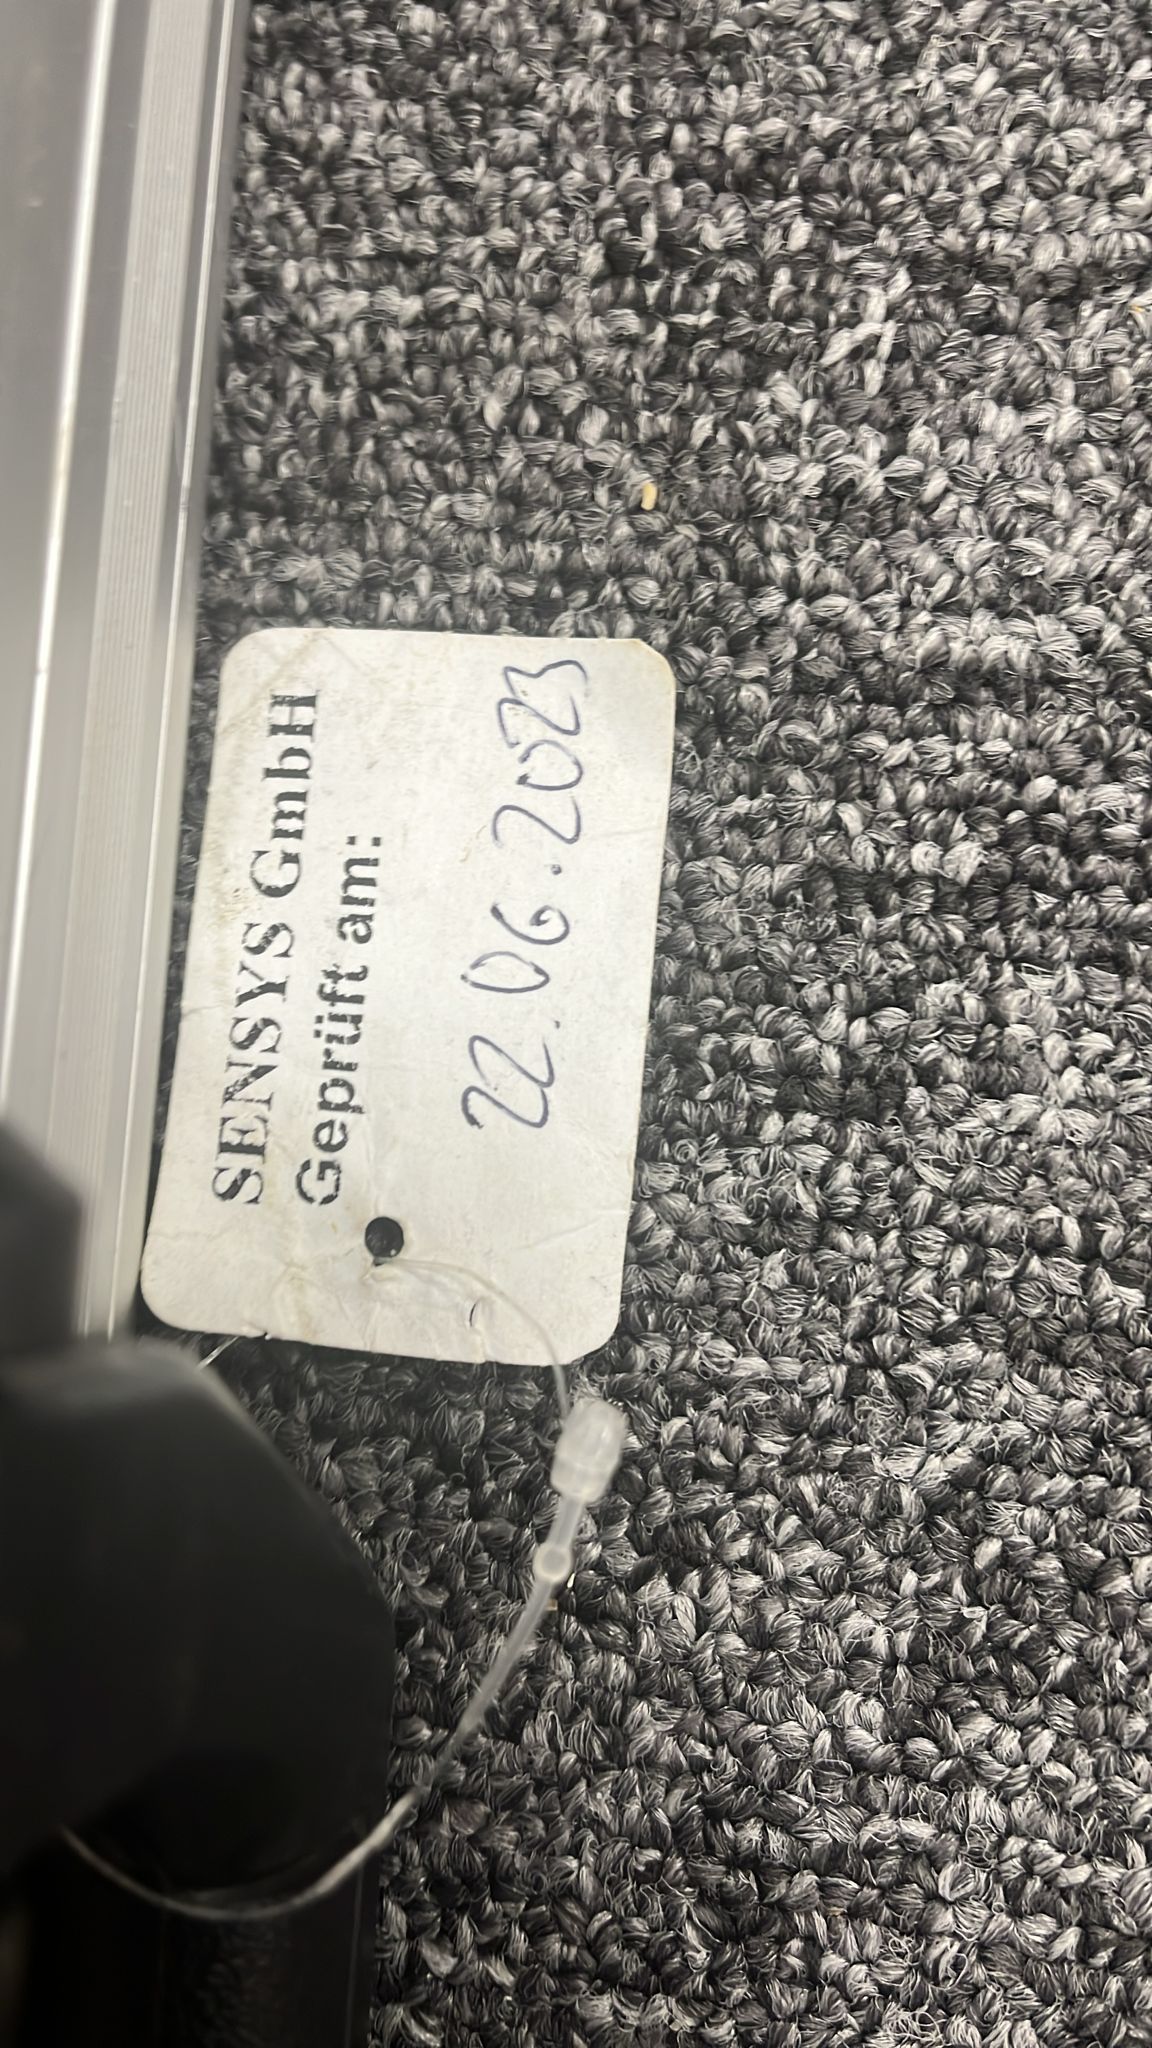 SENSYS GmbH
Geprüft am:
22.06.2023